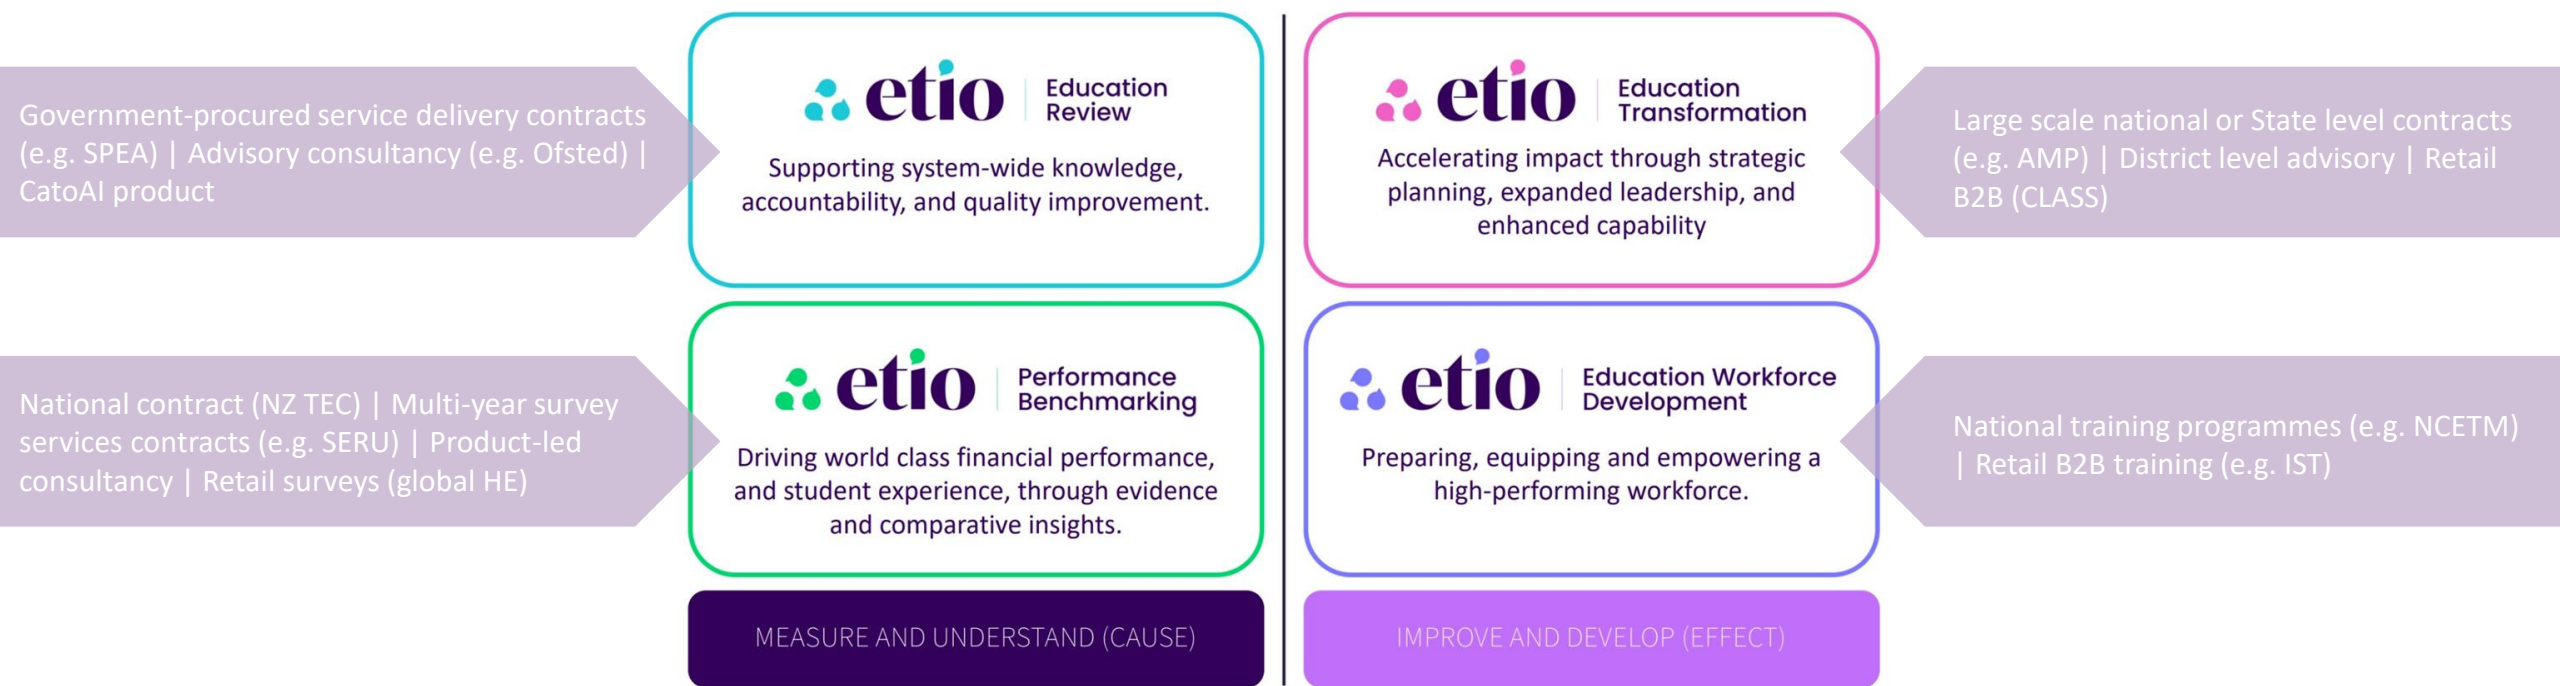 Government-procured service delivery contracts
(e.g. SPEA) | Advisory consultancy (e.g. Ofsted) |
CatoAI product
etio | Education
Review
Supporting system-wide knowledge,
accountability, and quality improvement.
etio | Education
Transformation
Accelerating impact through strategic
planning, expanded leadership, and
enhanced capability
Large scale national or State level contracts
(e.g. AMP) | District level advisory | Retail
B2B (CLASS)
National contract (NZ TEC) | Multi-year survey
services contracts (e.g. SERU) | Product-led
consultancy | Retail surveys (global HE)
etio | Performance
Benchmarking
Driving world class financial performance,
and student experience, through evidence
and comparative insights.
etio | Education Workforce
Development
Preparing, equipping and empowering a
high-performing workforce.
National training programmes (e.g. NCETM)
| Retail B2B training (e.g. IST)
MEASURE AND UNDERSTAND (CAUSE)
IMPROVE AND DEVELOP (EFFECT)